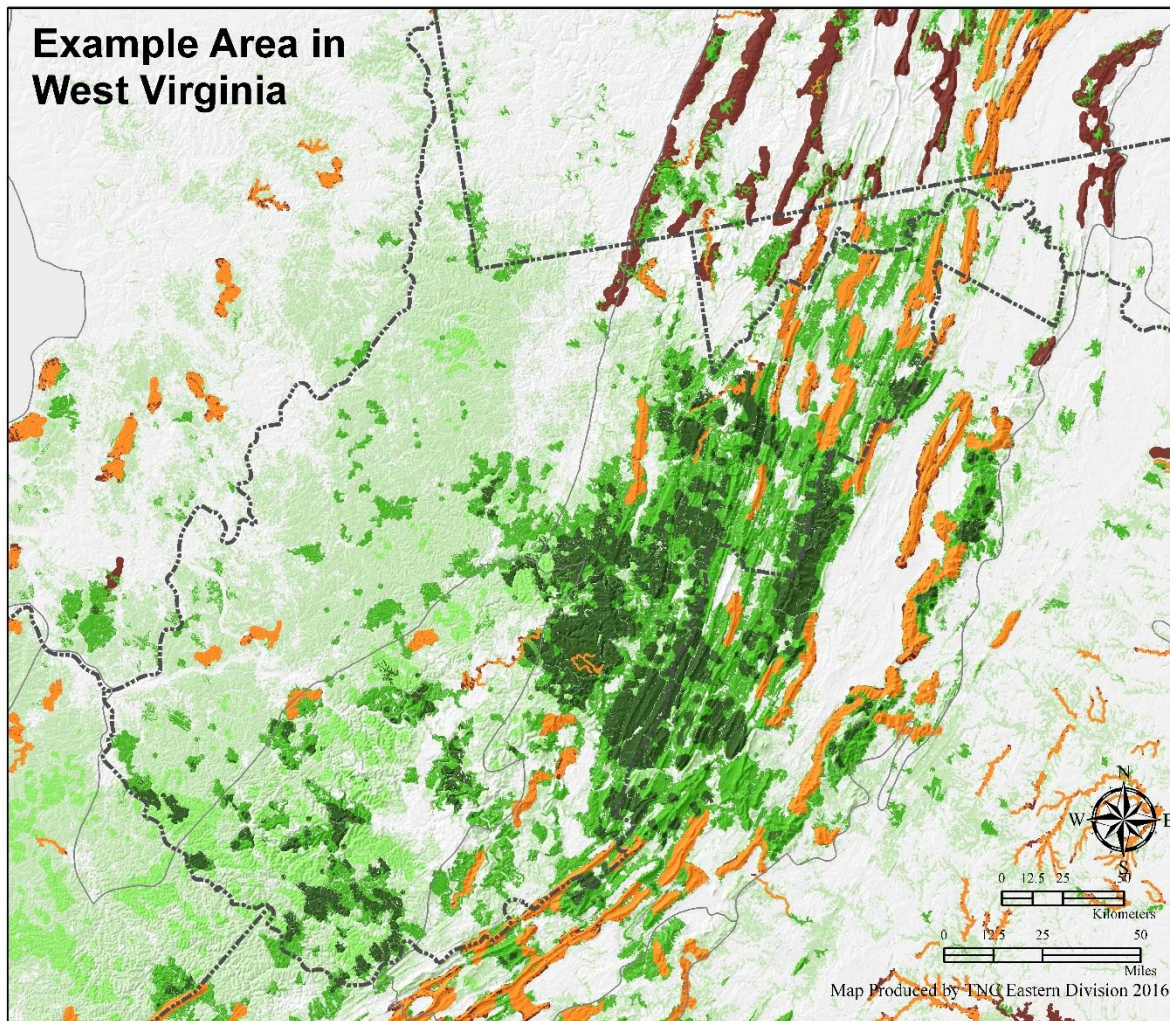 Example Area in
West Virginia
N
W E
S
0 12.5 25 50
Kilometers
0 12.5 25 50
Miles
Map Produced by TNC Eastern Division 2016